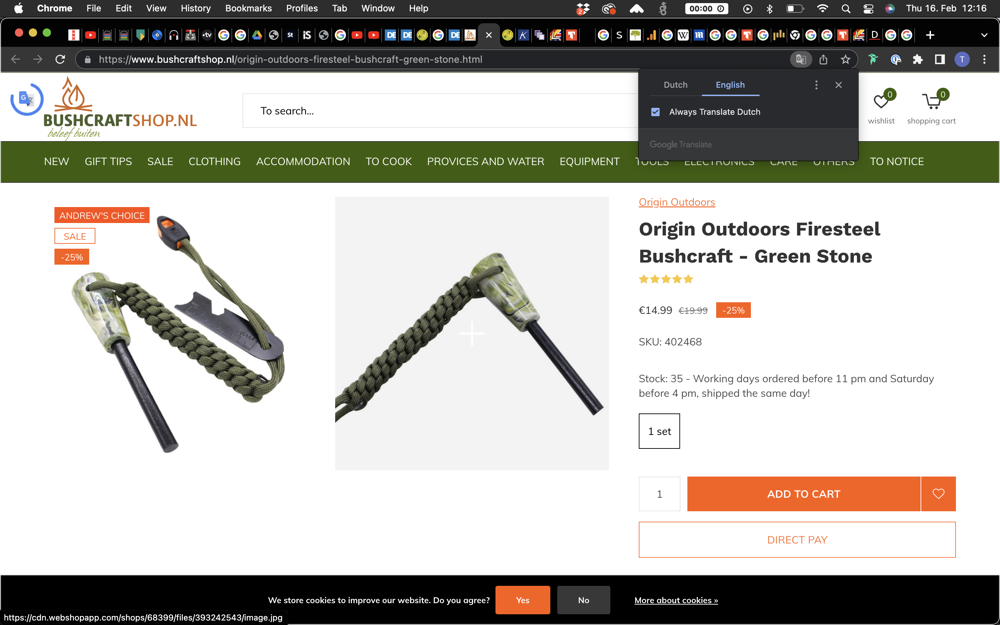 Chrome File Edit View History Bookmarks Profiles Tab Window Help
00:00
Thu 16. Feb 12:16
https://www.bushcraftshop.nl/origin-outdoors-firesteel-bushcraft-green-stone.html
Dutch English
Always Translate Dutch
Google Translate
BUSHCRAFTSHOP.NL
beleef buiten
To search...
0
wishlist
0
shopping cart
NEW GIFT TIPS SALE CLOTHING ACCOMMODATION TO COOK PROVICES AND WATER EQUIPMENT TOOLS ELECTRONICS CARE OTHERS TO NOTICE
ANDREW'S CHOICE
SALE
-25%
Origin Outdoors
Origin Outdoors Firesteel
Bushcraft - Green Stone
€14.99 €19.99 -25%
SKU: 402468
Stock: 35 - Working days ordered before 11 pm and Saturday
before 4 pm, shipped the same day!
1 set
1
ADD TO CART
DIRECT PAY
We store cookies to improve our website. Do you agree? Yes No More about cookies »
https://cdn.webshopapp.com/shops/68399/files/393242543/image.jpg